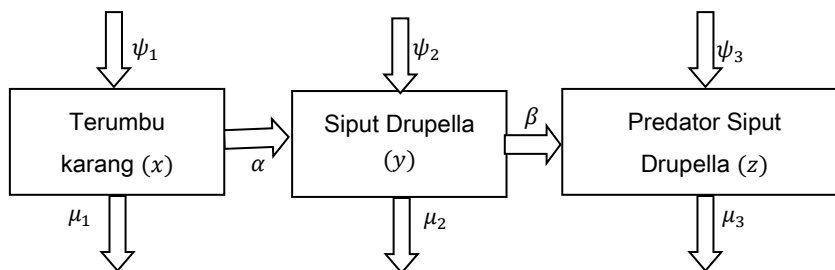 ψ₁
ψ₂
ψ₃
Terumbu
karang (x)
α
Siput Drupella
(y)
β
Predator Siput
Drupella (z)
μ₁
μ₂
μ₃